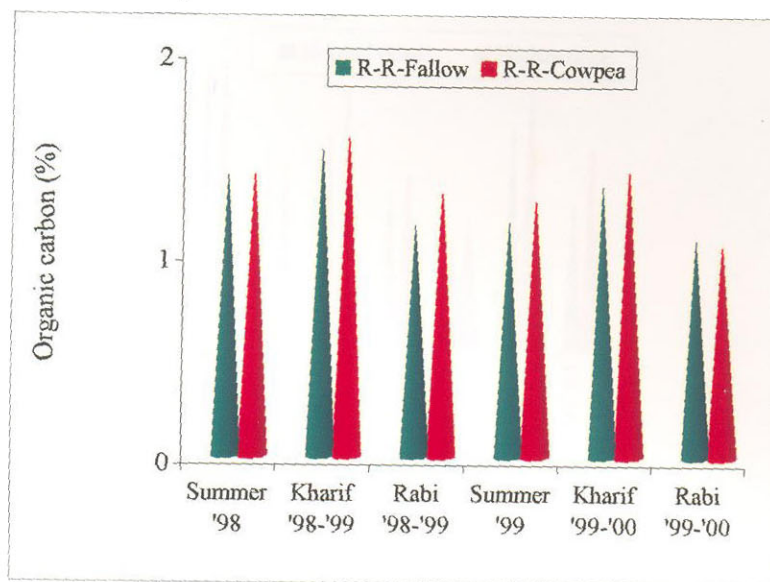 2
R-R-Fallow R-R-Cowpea
Organic carbon (%)
1
0
Summer Kharif Rabi Summer Kharif Rabi
'98 '98-'99 '98-'99 '99 '99-'00 '99-'00